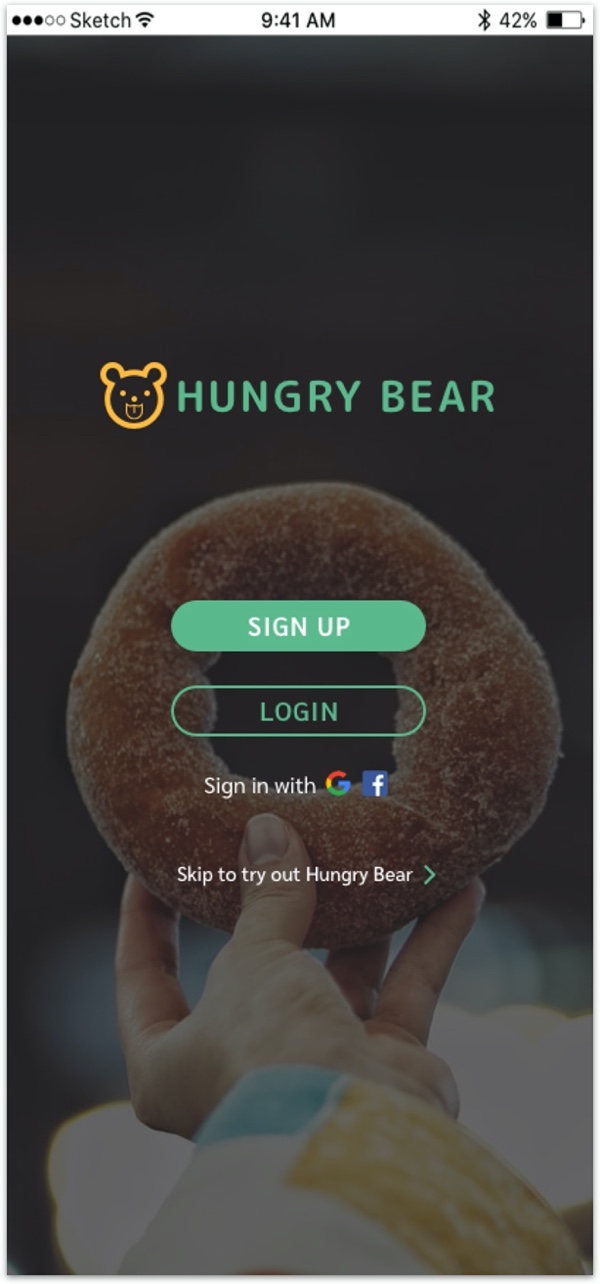 Sketch 9:41 AM 42%
HUNGRY BEAR
SIGN UP
LOGIN
Sign in with G f
Skip to try out Hungry Bear